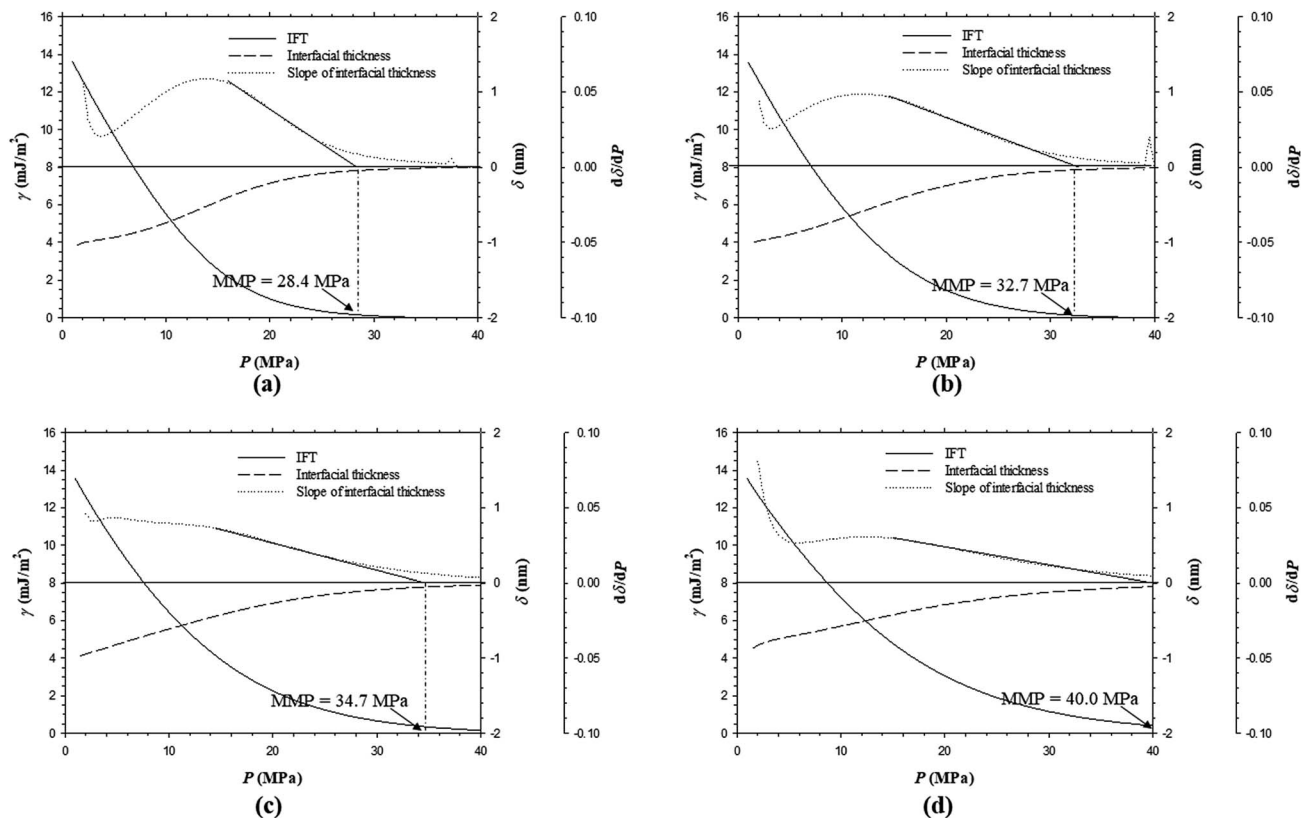 16
14
12
10
8
6
4
2
0
γ (mJ/m²)
IFT
Interfacial thickness
Slope of interfacial thickness
MMP = 28.4 MPa
0 10 20 30 40
P (MPa)
2
1
0
-1
-2
δ (nm)
0.10
0.05
0.00
-0.05
-0.10
dδ/dP
(a)
16
14
12
10
8
6
4
2
0
γ (mJ/m²)
IFT
Interfacial thickness
Slope of interfacial thickness
MMP = 32.7 MPa
0 10 20 30 40
P (MPa)
2
1
0
-1
-2
δ (nm)
0.10
0.05
0.00
-0.05
-0.10
dδ/dP
(b)
16
14
12
10
8
6
4
2
0
γ (mJ/m²)
IFT
Interfacial thickness
Slope of interfacial thickness
MMP = 34.7 MPa
0 10 20 30 40
P (MPa)
2
1
0
-1
-2
δ (nm)
0.10
0.05
0.00
-0.05
-0.10
dδ/dP
(c)
16
14
12
10
8
6
4
2
0
γ (mJ/m²)
IFT
Interfacial thickness
Slope of interfacial thickness
MMP = 40.0 MPa
0 10 20 30 40
P (MPa)
2
1
0
-1
-2
δ (nm)
0.10
0.05
0.00
-0.05
-0.10
dδ/dP
(d)